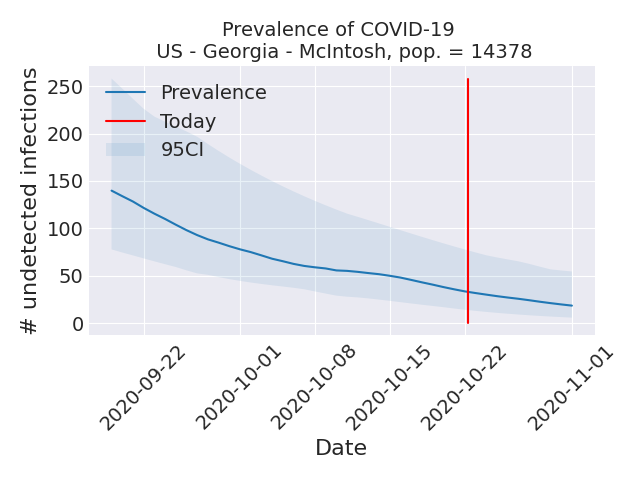 Prevalence of COVID-19
US - Georgia - McIntosh, pop. = 14378
# undetected infections
250
200
150
100
50
0
Prevalence
Today
95CI
2020-09-22
2020-10-01
2020-10-08
2020-10-15
2020-10-22
2020-11-01
Date